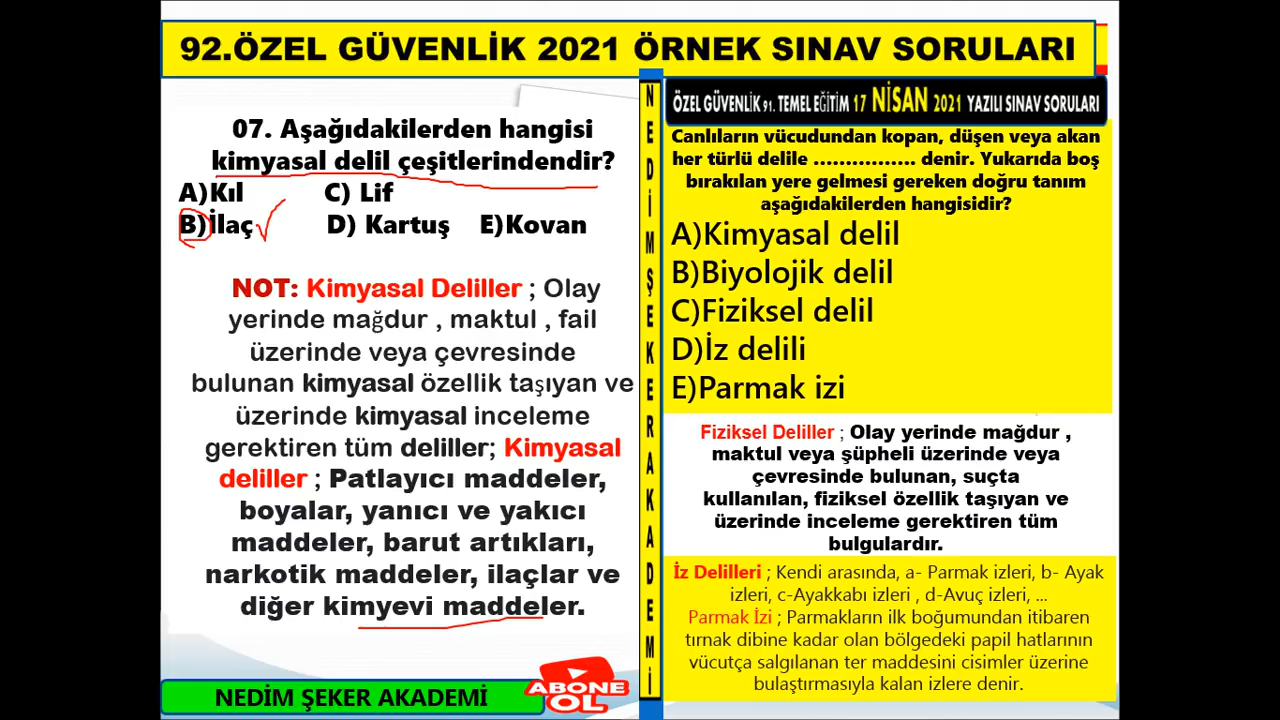 92.ÖZEL GÜVENLİK 2021 ÖRNEK SINAV SORULARI
07. Aşağıdakilerden hangisi
kimyasal delil çeşitlerindendir?
A)Kıl C) Lif
B)İlaç D) Kartuş E)Kovan
NOT: Kimyasal Deliller ; Olay
yerinde mağdur , maktul , fail
üzerinde veya çevresinde
bulunan kimyasal özellik taşıyan ve
üzerinde kimyasal inceleme
gerektiren tüm deliller; Kimyasal
deliller ; Patlayıcı maddeler,
boyalar, yanıcı ve yakıcı
maddeler, barut artıkları,
narkotik maddeler, ilaçlar ve
diğer kimyevi maddeler.
NEDİM ŞEKER AKADEMİ
ABONE
OL
NEDİMŞEKERAKADEMİ
ÖZEL GÜVENLİK 91. TEMEL EĞİTİM 17 NİSAN 2021 YAZILI SINAV SORULARI
Canlıların vücudundan kopan, düşen veya akan
her türlü delile ................ denir. Yukarıda boş
bırakılan yere gelmesi gereken doğru tanım
aşağıdakilerden hangisidir?
A)Kimyasal delil
B)Biyolojik delil
C)Fiziksel delil
D)İz delili
E)Parmak izi
Fiziksel Deliller ; Olay yerinde mağdur ,
maktul veya şüpheli üzerinde veya
çevresinde bulunan, suçta
kullanılan, fiziksel özellik taşıyan ve
üzerinde inceleme gerektiren tüm
bulgulardır.
İz Delilleri ; Kendi arasında, a- Parmak izleri, b- Ayak
izleri, c-Ayakkabı izleri , d-Avuç izleri, ...
Parmak İzi ; Parmakların ilk boğumundan itibaren
tırnak dibine kadar olan bölgedeki papil hatlarının
vücutça salgılanan ter maddesini cisimler üzerine
bulaştırmasıyla kalan izlere denir.